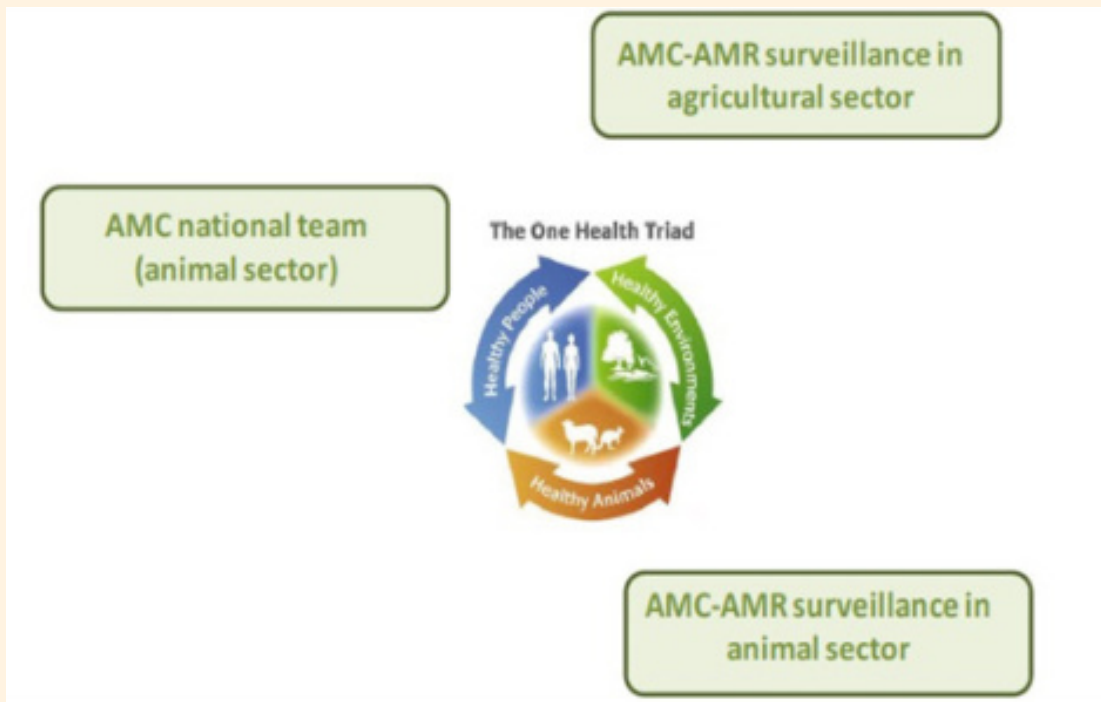 AMC-AMR surveillance in
agricultural sector
AMC national team
(animal sector)
The One Health Triad
Healthy People
Healthy Environments
Healthy Animals
AMC-AMR surveillance in
animal sector